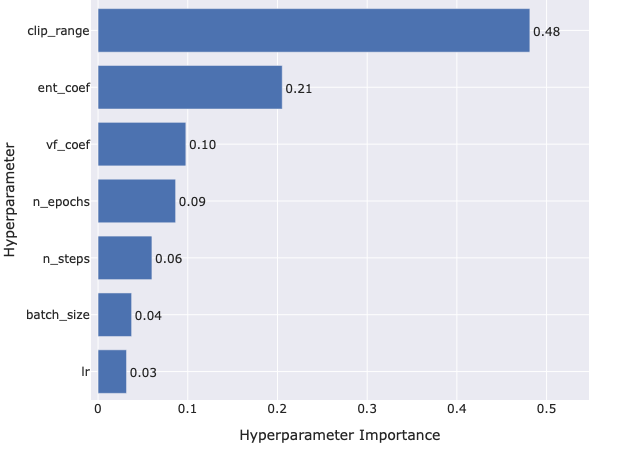 clip_range 0.48
ent_coef 0.21
vf_coef 0.10
n_epochs 0.09
n_steps 0.06
batch_size 0.04
lr 0.03
Hyperparameter
0 0.1 0.2 0.3 0.4 0.5
Hyperparameter Importance